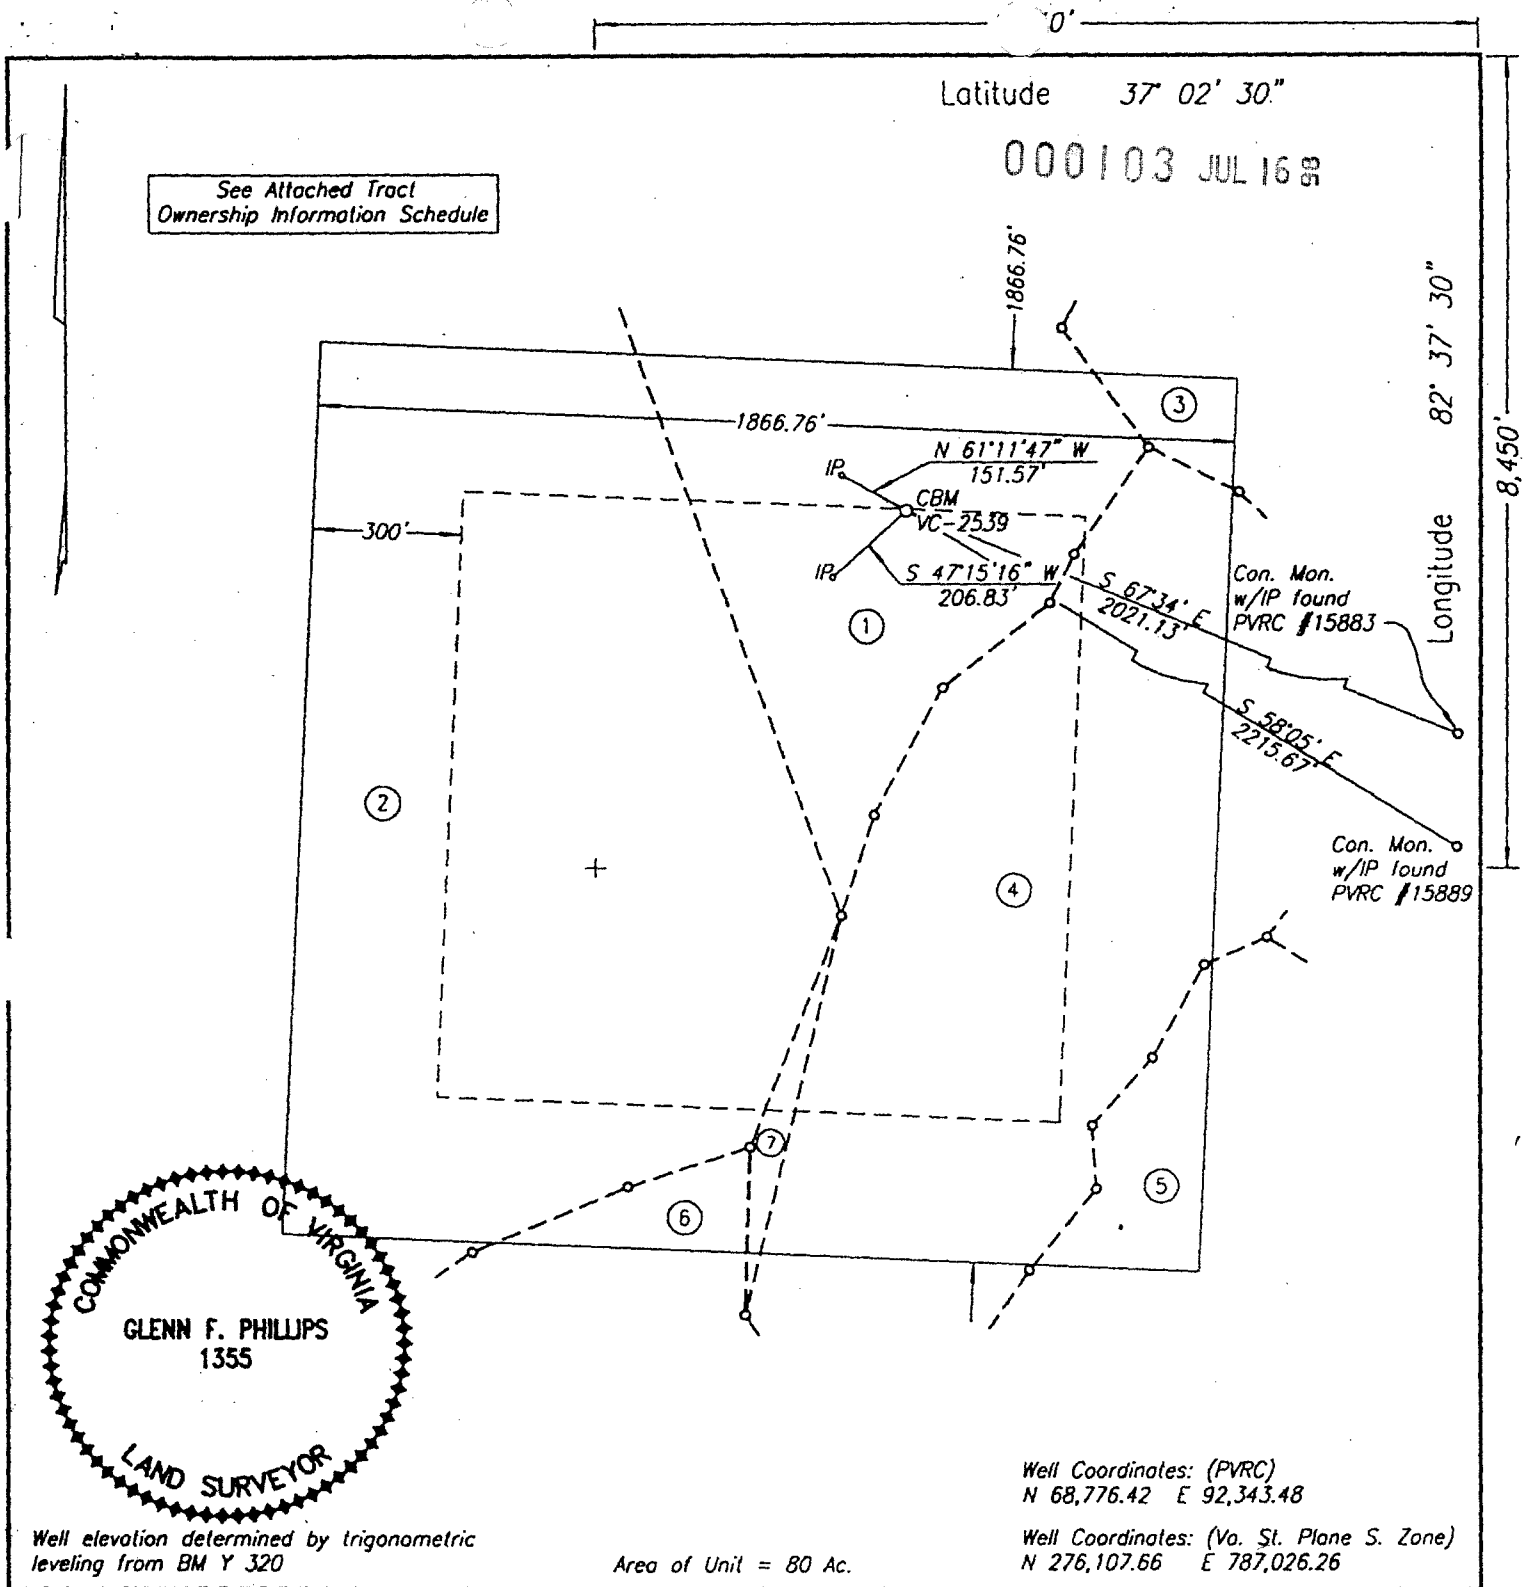 0'
Latitude 37° 02' 30"
000103 JUL 16 98
See Attached Tract
Ownership Information Schedule
1866.76'
Longitude 82° 37' 30"
8,450'
3
1866.76'
N 61°11'47" W
151.57'
IP
CBM
VC-2539
300'
IP
S 47°15'16" W
206.83'
S 67°34' E
2021.13'
Con. Mon.
w/IP found
PVRC #15883
1
S 58°05' E
2215.67'
2
Con. Mon.
w/IP found
PVRC #15889
4
7
5
6
COMMONWEALTH OF VIRGINIA
GLENN F. PHILLIPS
1355
LAND SURVEYOR
Well Coordinates: (PVRC)
N 68,776.42 E 92,343.48
Well elevation determined by trigonometric
leveling from BM Y 320
Area of Unit = 80 Ac.
Well Coordinates: (Va. St. Plane S. Zone)
N 276,107.66 E 787,026.26